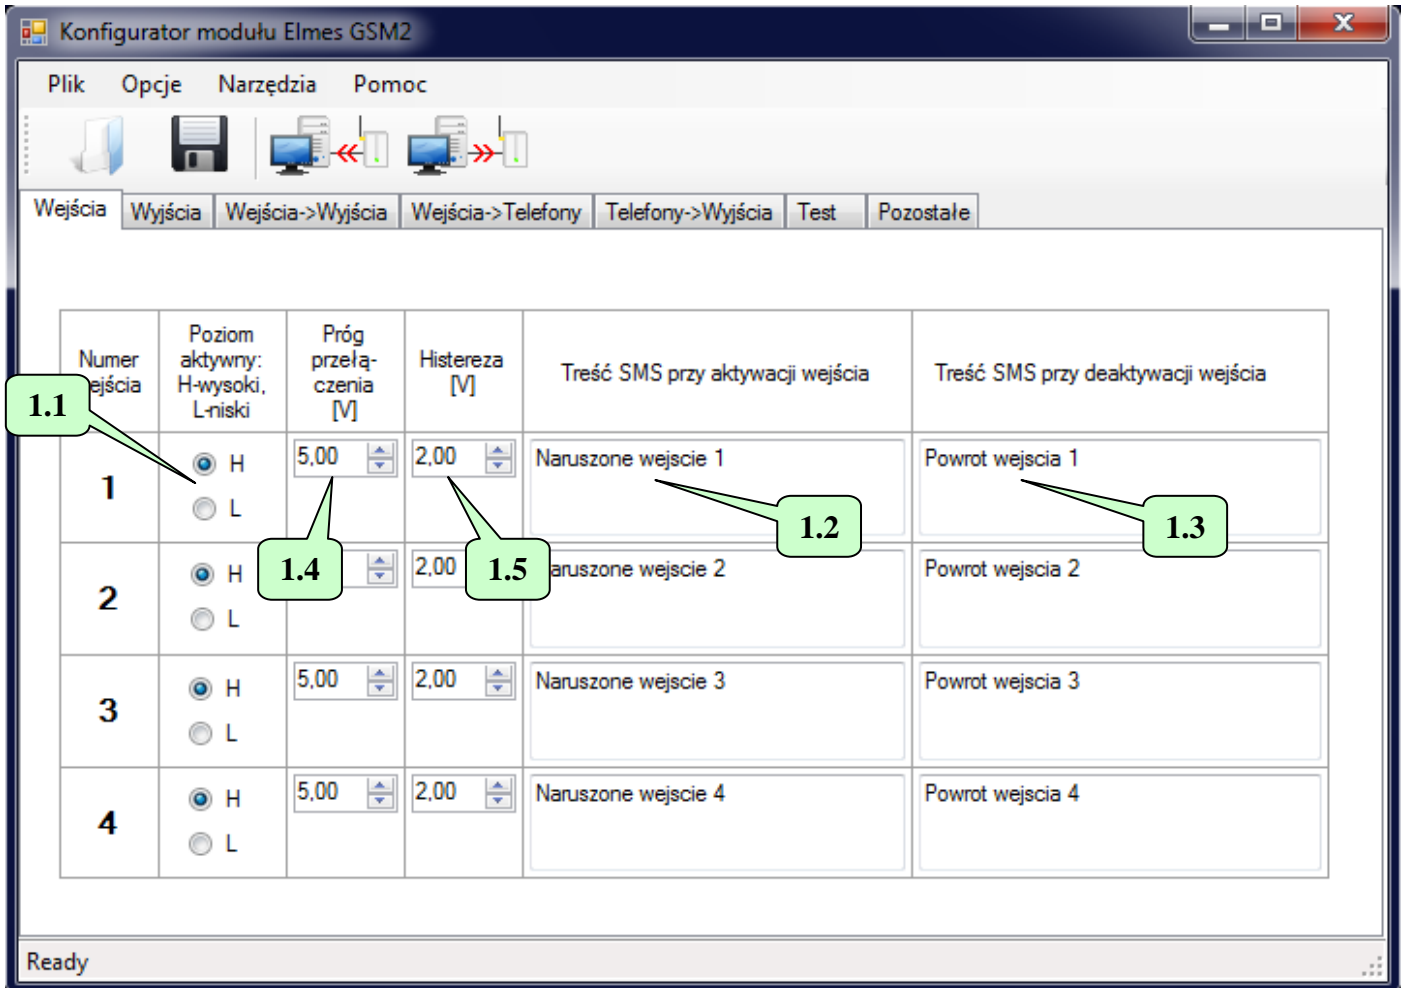 Konfigurator modułu Elmes GSM2
Plik Opcje Narzędzia Pomoc
Wejścia Wyjścia Wejścia->Wyjścia Wejścia->Telefony Telefony->Wyjścia Test Pozostałe
Numer
ejścia
Poziom
aktywny:
H-wysoki,
L-niski
Próg
przełą-
czenia
[V]
Histereza
[V]
Treść SMS przy aktywacji wejścia
Treść SMS przy deaktywacji wejścia
1.1
1
H
L
5,00
2,00
Naruszone wejscie 1
Powrot wejscia 1
1.2
1.3
1.4
1.5
2
H
L
2,00
aruszone wejscie 2
Powrot wejscia 2
3
H
L
5,00
2,00
Naruszone wejscie 3
Powrot wejscia 3
4
H
L
5,00
2,00
Naruszone wejscie 4
Powrot wejscia 4
Ready